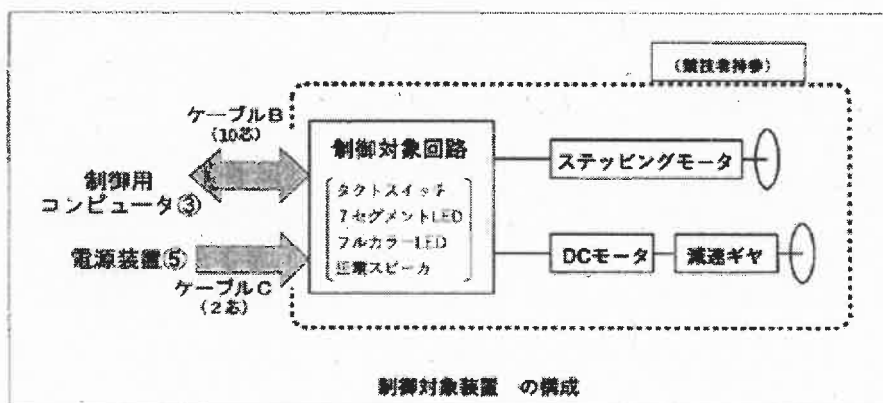 (競技者持参)
ケーブルB
(10芯)
制御用
コンピュータ③
電源装置⑤
ケーブルC
(2芯)
制御対象回路
タクトスイッチ
7セグメントLED
フルカラーLED
圧電スピーカ
ステッピングモータ
DCモータ
減速ギヤ
制御対象装置 の構成